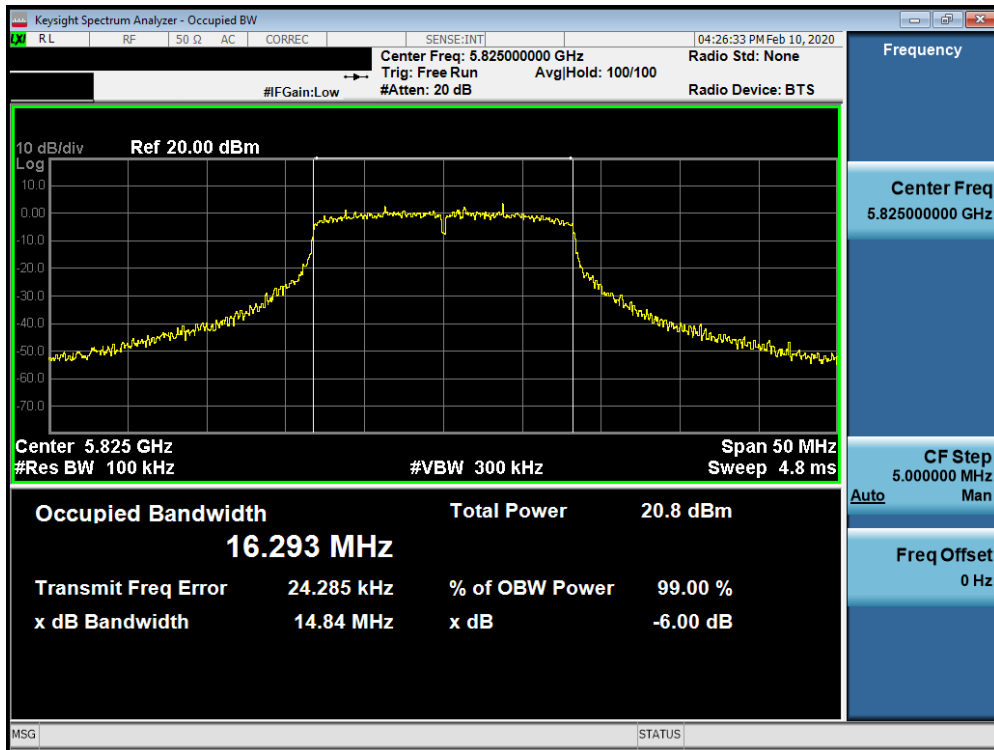 Keysight Spectrum Analyzer - Occupied BW
LXI RL RF 50 Ω AC CORREC SENSE:INT 04:26:33 PM Feb 10, 2020
Center Freq: 5.825000000 GHz Radio Std: None
Trig: Free Run Avg|Hold: 100/100
#IFGain:Low #Atten: 20 dB Radio Device: BTS
10 dB/div Ref 20.00 dBm
Log
10.0
0.00
-10.0
-20.0
-30.0
-40.0
-50.0
-60.0
-70.0
Center 5.825 GHz Span 50 MHz
#Res BW 100 kHz #VBW 300 kHz Sweep 4.8 ms
Occupied Bandwidth Total Power 20.8 dBm
16.293 MHz
Transmit Freq Error 24.285 kHz % of OBW Power 99.00 %
x dB Bandwidth 14.84 MHz x dB -6.00 dB
MSG STATUS
Frequency
Center Freq
5.825000000 GHz
CF Step
5.000000 MHz
Auto Man
Freq Offset
0 Hz